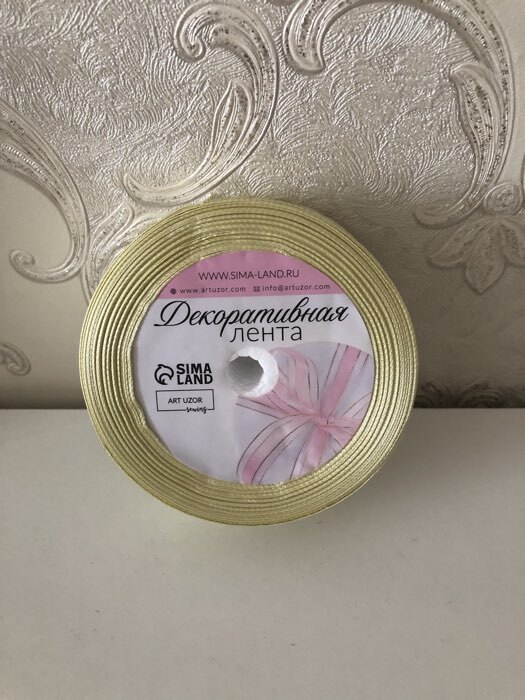 WWW.SIMA-LAND.RU
www.artuzor.com info@artuzor.com
Декоративная
лента
SIMA
LAND
ART UZOR
sewing